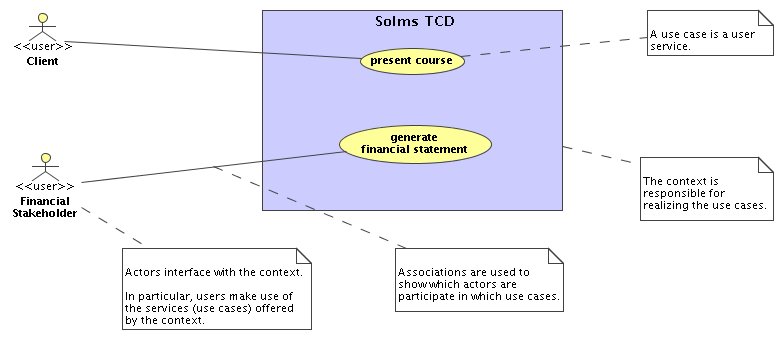 Solms TCD
<<user>>
Client
present course
A use case is a user
service.
generate
financial statement
<<user>>
Financial
Stakeholder
The context is
responsible for
realizing the use cases.
Actors interface with the context.
In particular, users make use of
the services (use cases) offered
by the context.
Associations are used to
show which actors are
participate in which use cases.